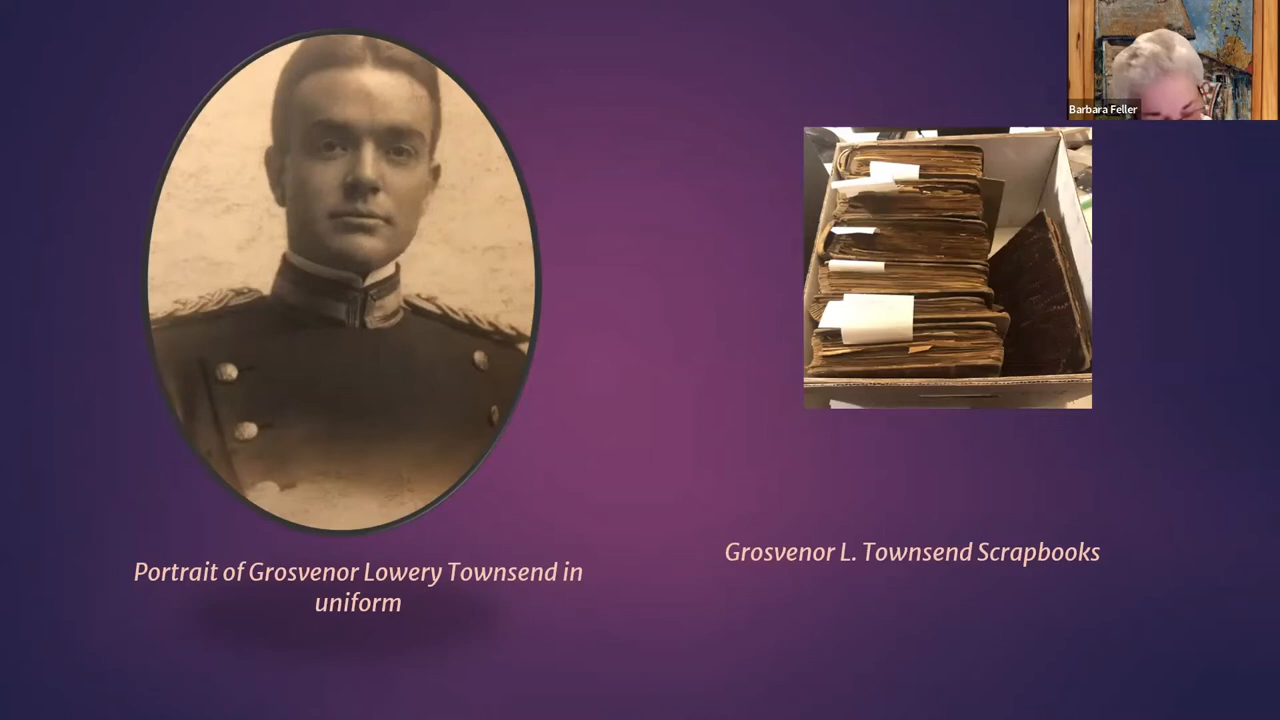 Barbara Feller
Portrait of Grosvenor Lowery Townsend in
uniform
Grosvenor L. Townsend Scrapbooks